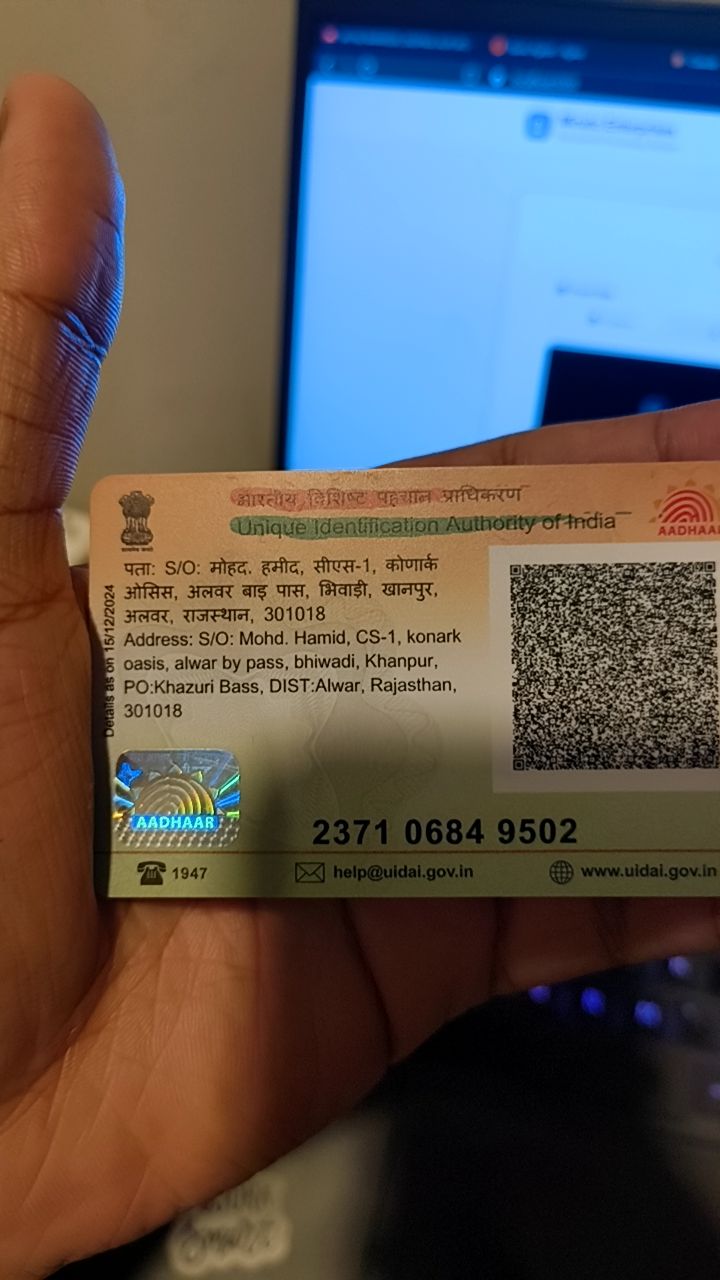 भारतीय विशिष्ट पहचान प्राधिकरण
Unique Identification Authority of India
AADHAAR
सत्यमेव जयते
Details as on 15/12/2024
पता: S/O: मोहद. हमीद, सीएस-1, कोणार्क
ओसिस, अलवर बाइ पास, भिवाड़ी, खानपुर,
अलवर, राजस्थान, 301018
Address: S/O: Mohd. Hamid, CS-1, konark
oasis, alwar by pass, bhiwadi, Khanpur,
PO:Khazuri Bass, DIST:Alwar, Rajasthan,
301018
AADHAAR
2371 0684 9502
1947
help@uidai.gov.in
www.uidai.gov.in